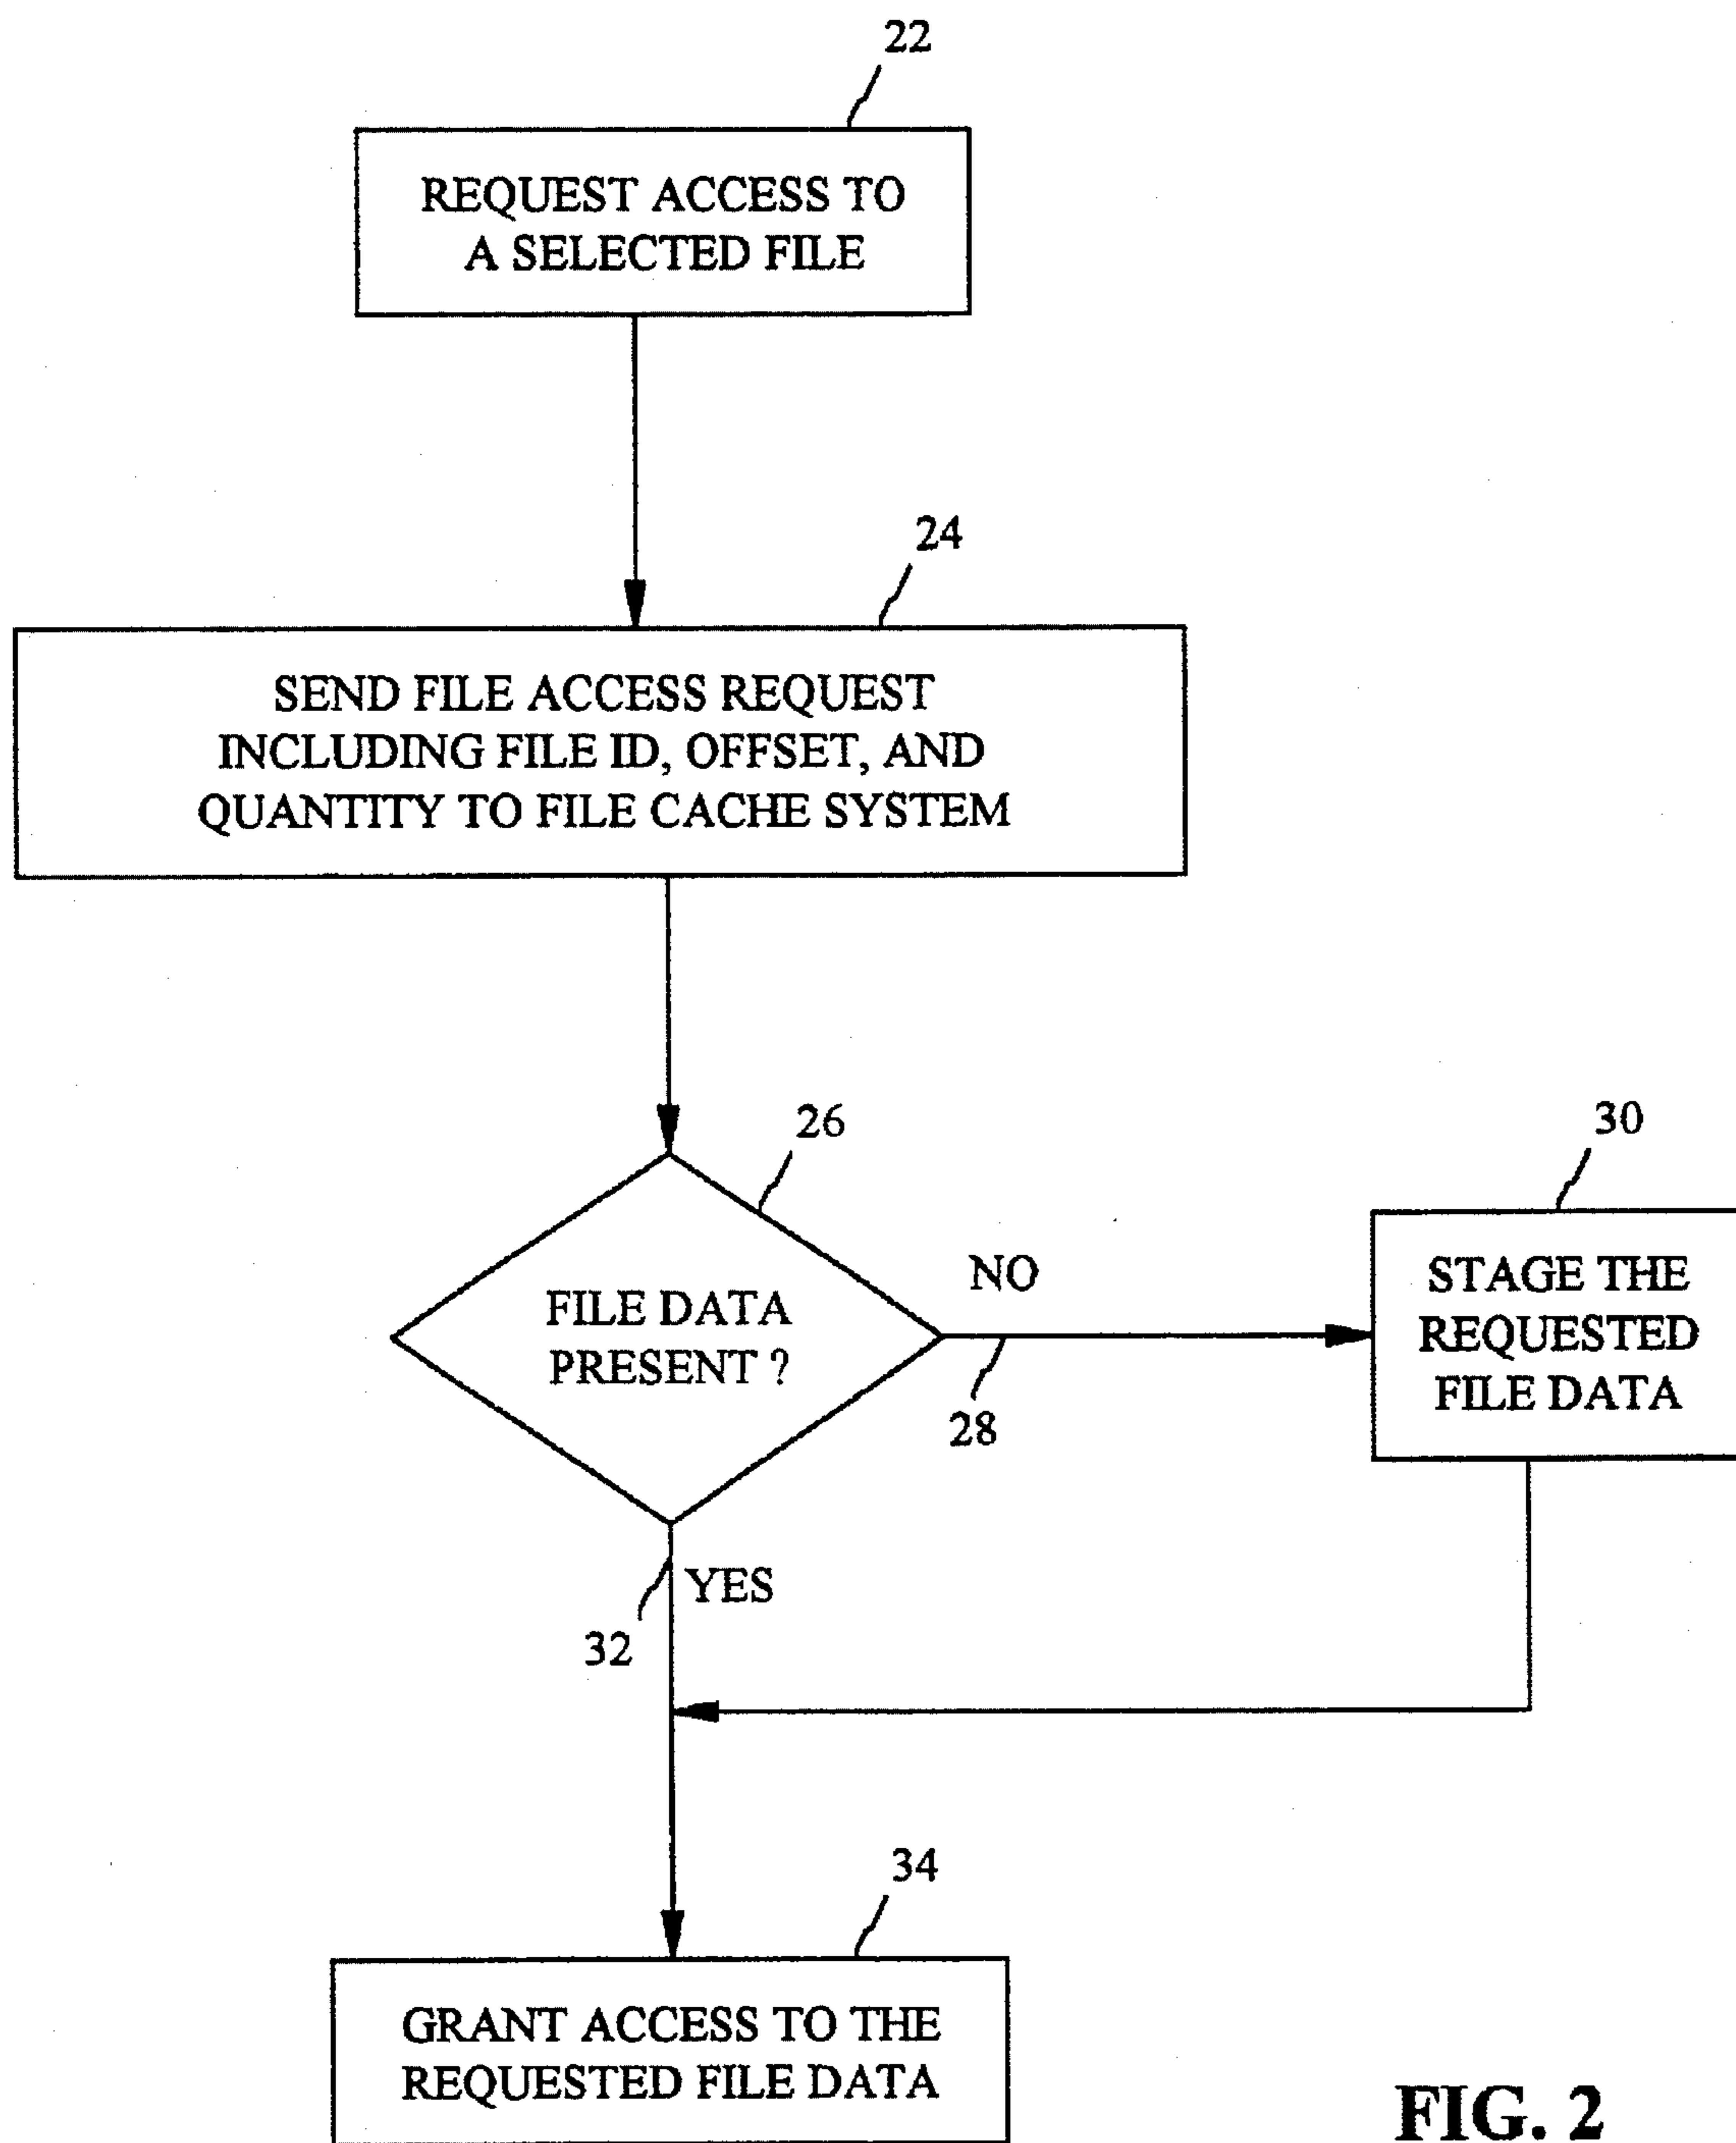 22
REQUEST ACCESS TO
A SELECTED FILE
24
SEND FILE ACCESS REQUEST
INCLUDING FILE ID, OFFSET, AND
QUANTITY TO FILE CACHE SYSTEM
26
FILE DATA
PRESENT ?
NO
28
30
STAGE THE
REQUESTED
FILE DATA
YES
32
34
GRANT ACCESS TO THE
REQUESTED FILE DATA
FIG. 2